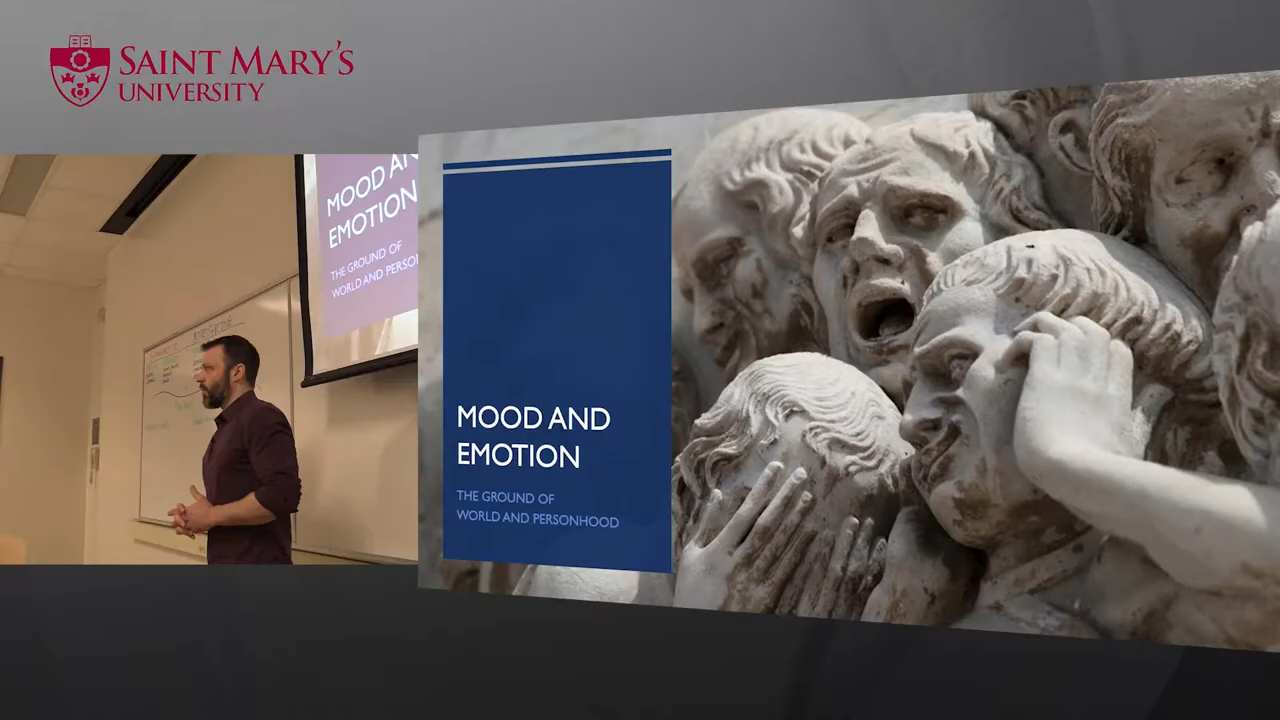 SAINT MARY'S
UNIVERSITY
MOOD AN
EMOTION
THE GROUND OF
WORLD AND PERSO
MOOD AND
EMOTION
THE GROUND OF
WORLD AND PERSONHOOD